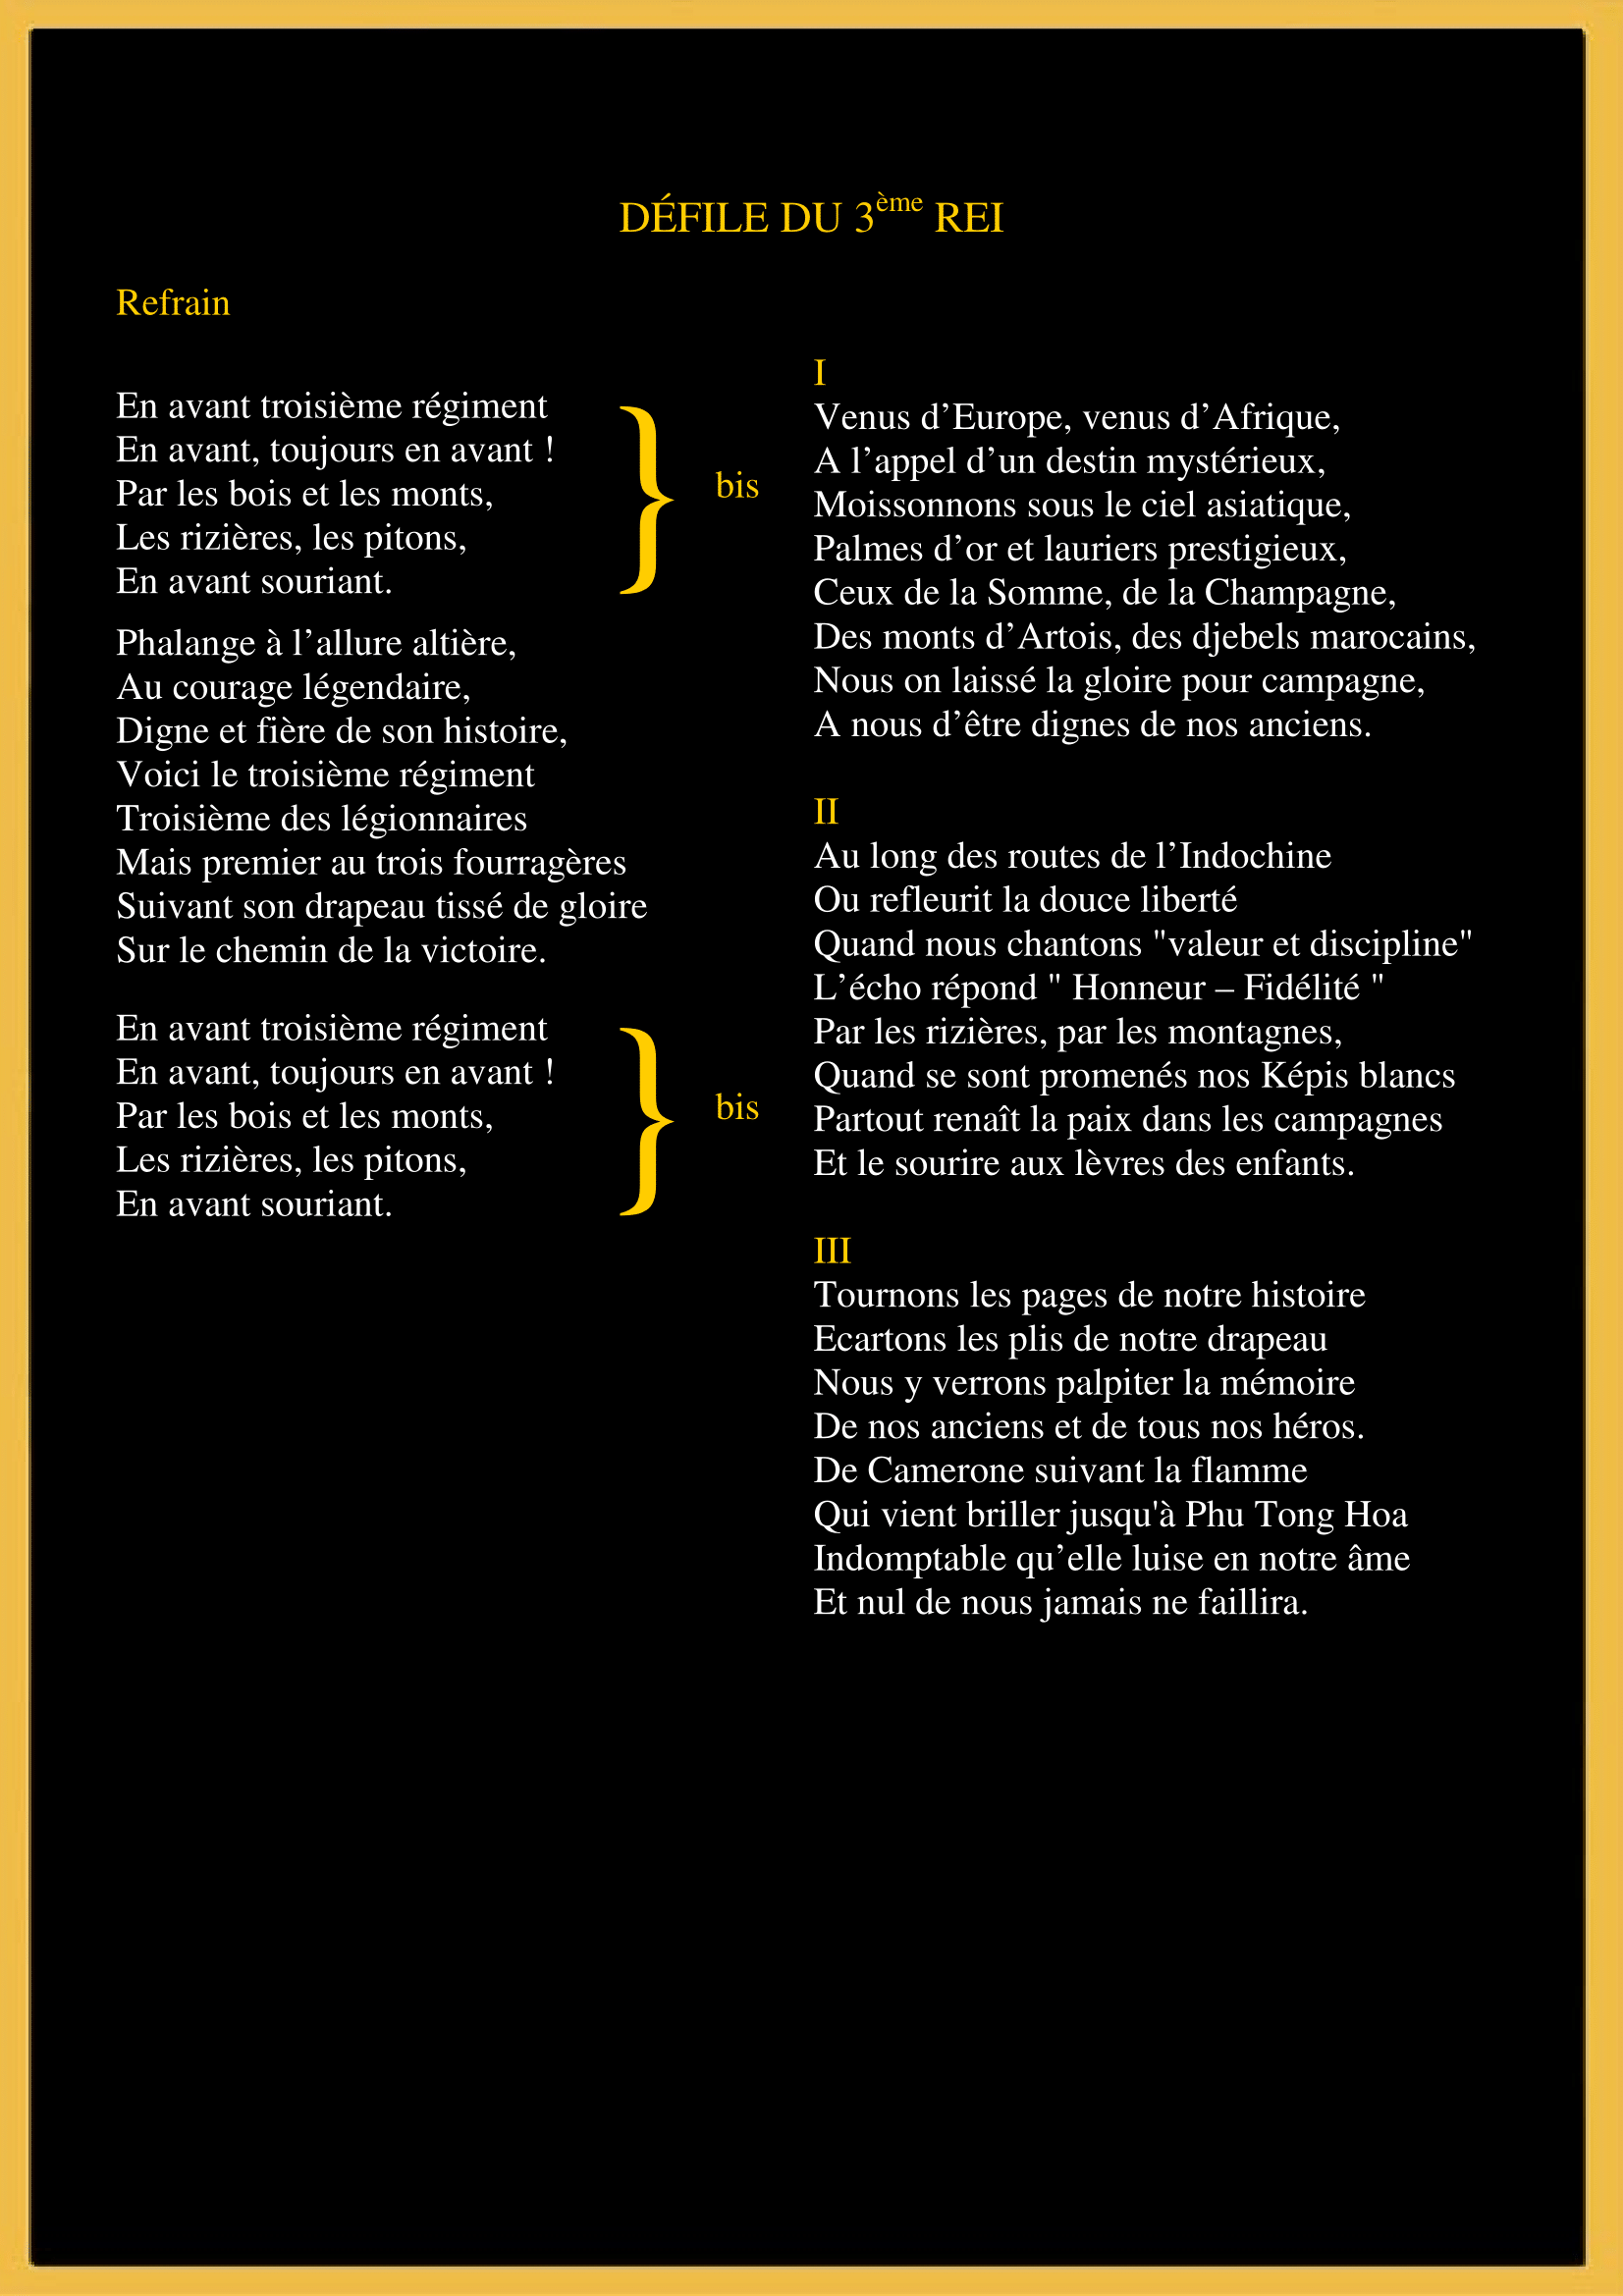 DÉFILE DU 3ème REI
Refrain
En avant troisième régiment
En avant, toujours en avant !
Par les bois et les monts,
Les rizières, les pitons,
En avant souriant.
} bis
Phalange à l’allure altière,
Au courage légendaire,
Digne et fière de son histoire,
Voici le troisième régiment
Troisième des légionnaires
Mais premier au trois fourragères
Suivant son drapeau tissé de gloire
Sur le chemin de la victoire.
En avant troisième régiment
En avant, toujours en avant !
Par les bois et les monts,
Les rizières, les pitons,
En avant souriant.
} bis
I
Venus d’Europe, venus d’Afrique,
A l’appel d’un destin mystérieux,
Moissonnons sous le ciel asiatique,
Palmes d’or et lauriers prestigieux,
Ceux de la Somme, de la Champagne,
Des monts d’Artois, des djebels marocains,
Nous on laissé la gloire pour campagne,
A nous d’être dignes de nos anciens.
II
Au long des routes de l’Indochine
Ou refleurit la douce liberté
Quand nous chantons "valeur et discipline"
L’écho répond " Honneur – Fidélité "
Par les rizières, par les montagnes,
Quand se sont promenés nos Képis blancs
Partout renaît la paix dans les campagnes
Et le sourire aux lèvres des enfants.
III
Tournons les pages de notre histoire
Ecartons les plis de notre drapeau
Nous y verrons palpiter la mémoire
De nos anciens et de tous nos héros.
De Camerone suivant la flamme
Qui vient briller jusqu'à Phu Tong Hoa
Indomptable qu’elle luise en notre âme
Et nul de nous jamais ne faillira.